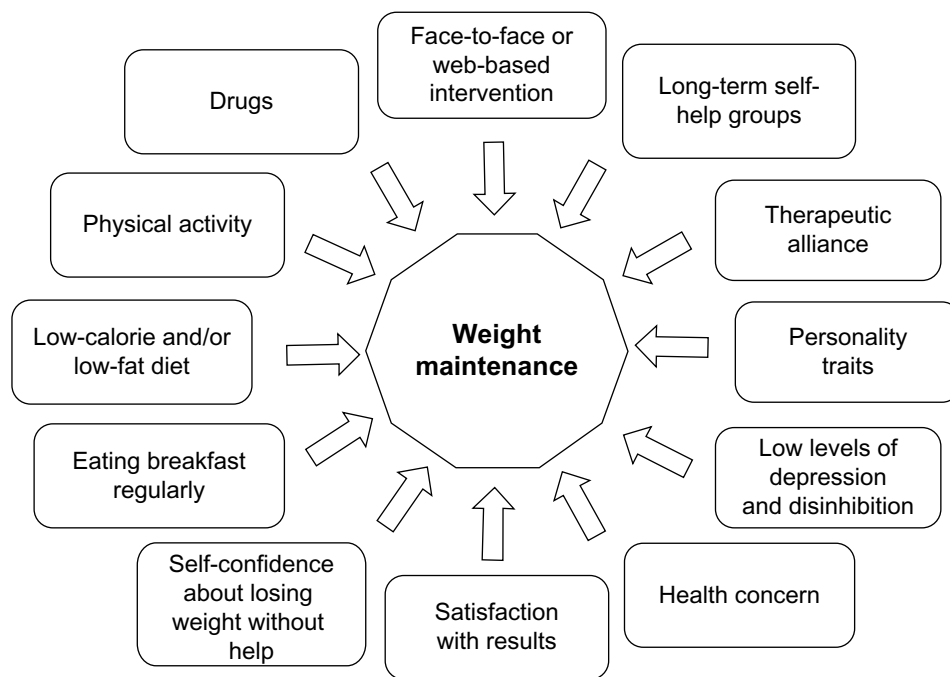 Face-to-face or
web-based
intervention
Drugs
Long-term self-
help groups
Physical activity
Therapeutic
alliance
Low-calorie and/or
low-fat diet
Weight
maintenance
Personality
traits
Eating breakfast
regularly
Low levels of
depression
and disinhibition
Self-confidence
about losing
weight without
help
Satisfaction
with results
Health concern